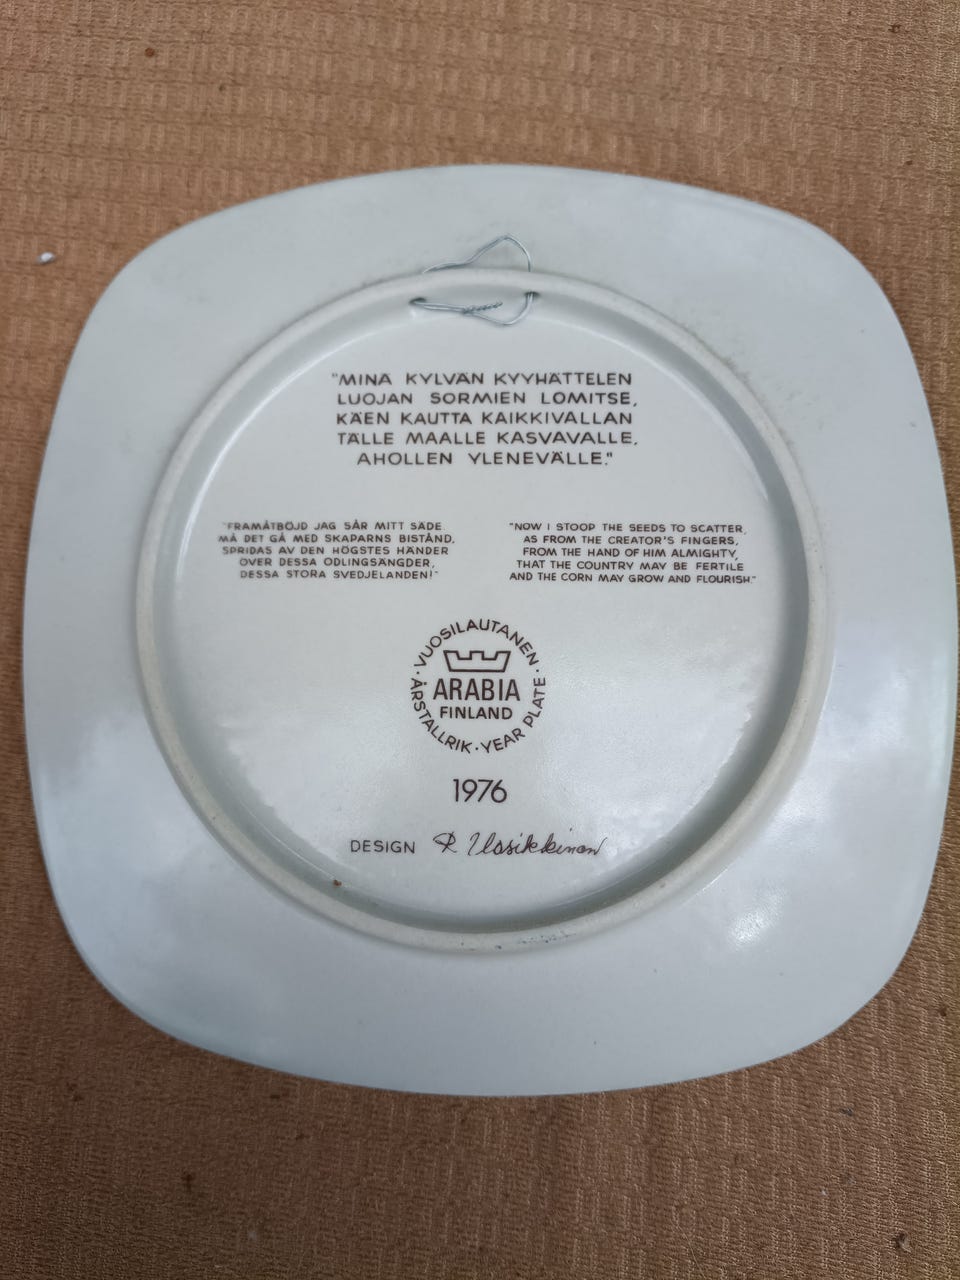 "MINÄ KYLVÄN KYYHÄTTELEN
LUOJAN SORMIEN LOMITSE,
KÄEN KAUTTA KAIKKIVALLAN
TÄLLE MAALLE KASVAVALLE,
AHOLLEN YLENEVÄLLE."
"FRAMÅTBÖJD JAG SÅR MITT SÄDE.
MÅ DET GÅ MED SKAPARNS BISTÅND,
SPRIDAS AV DEN HÖGSTES HÄNDER
ÖVER DESSA ODLINGSÄNGDER,
DESSA STORA SVEDJELANDEN!"
"NOW I STOOP THE SEEDS TO SCATTER,
AS FROM THE CREATOR'S FINGERS,
FROM THE HAND OF HIM ALMIGHTY,
THAT THE COUNTRY MAY BE FERTILE
AND THE CORN MAY GROW AND FLOURISH."
· VUOSILAUTANEN ·
ARABIA
FINLAND
ÅRSTALLRIK · YEAR PLATE
1976
DESIGN R Uosikkinen